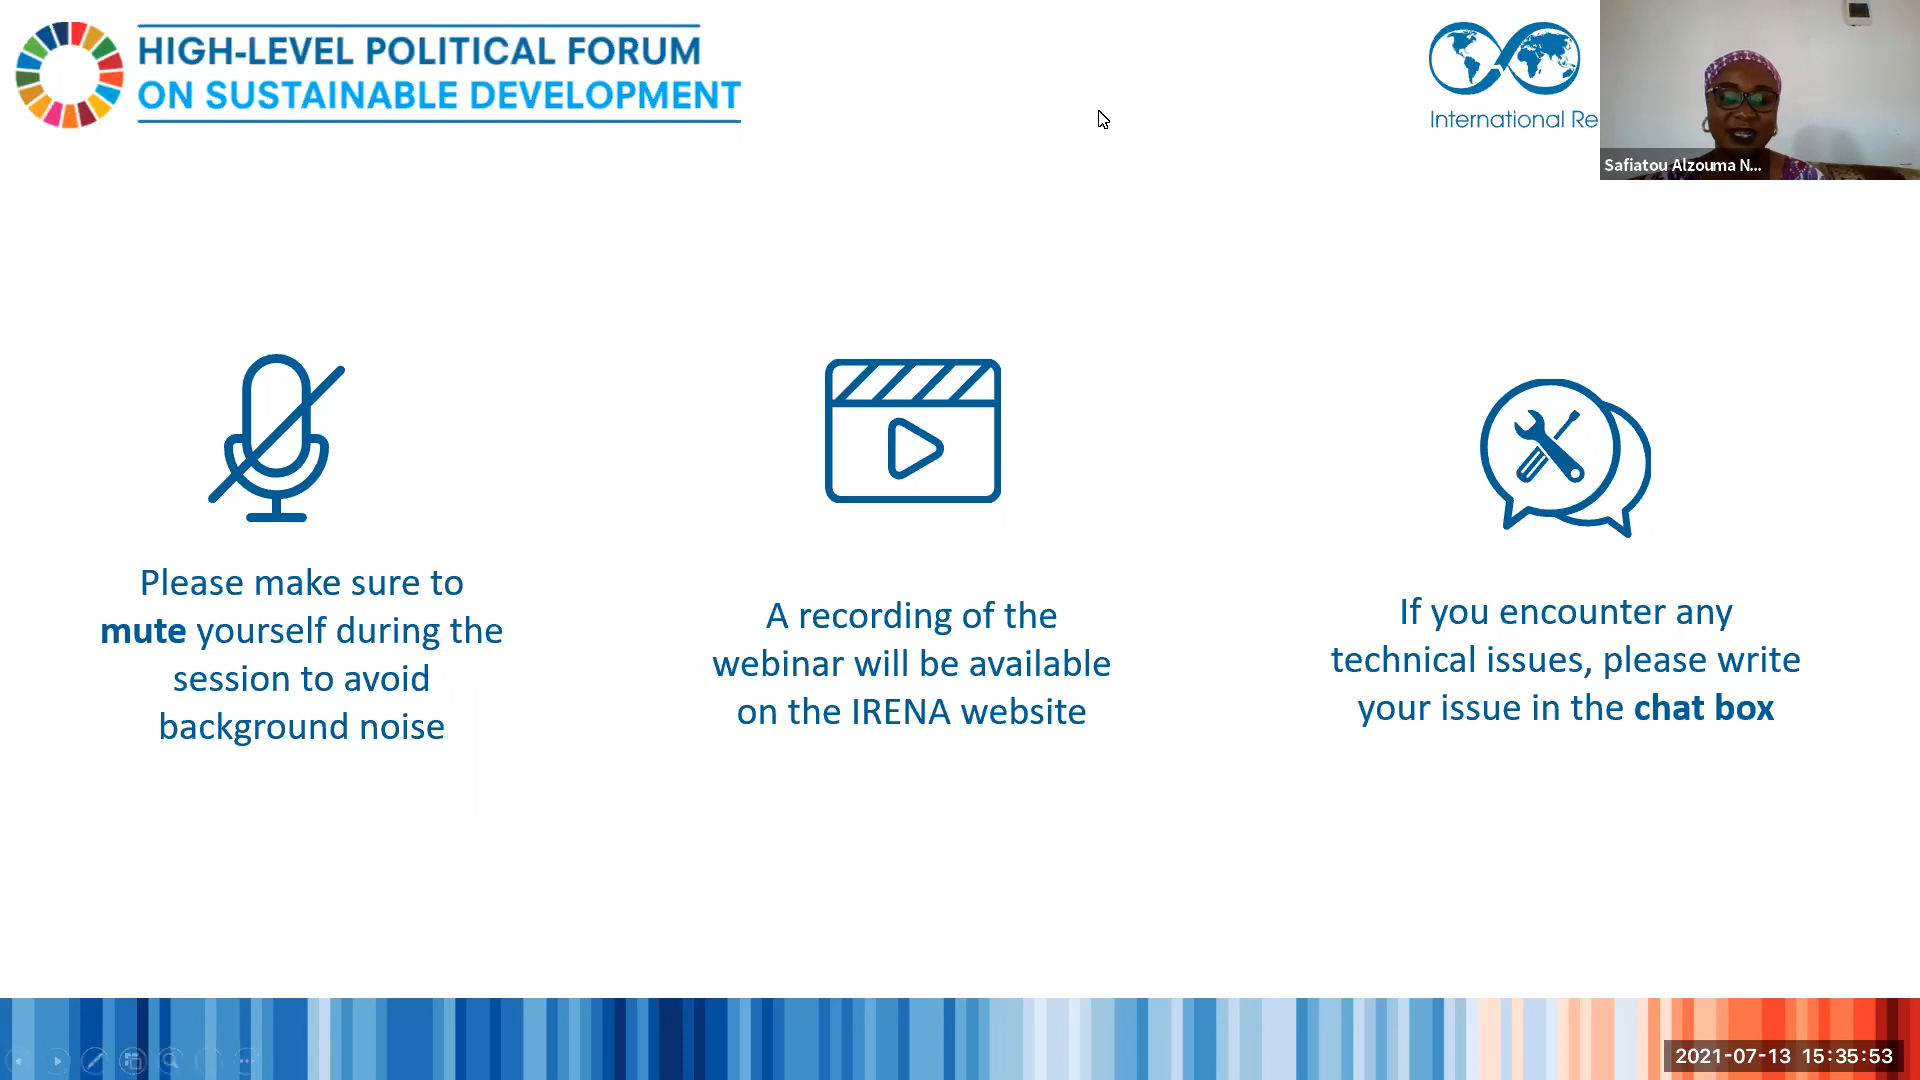 HIGH-LEVEL POLITICAL FORUM
ON SUSTAINABLE DEVELOPMENT
International Re
Safiatou Alzouma N...
Please make sure to
mute yourself during the
session to avoid
background noise
A recording of the
webinar will be available
on the IRENA website
If you encounter any
technical issues, please write
your issue in the chat box
2021-07-13 15:35:53